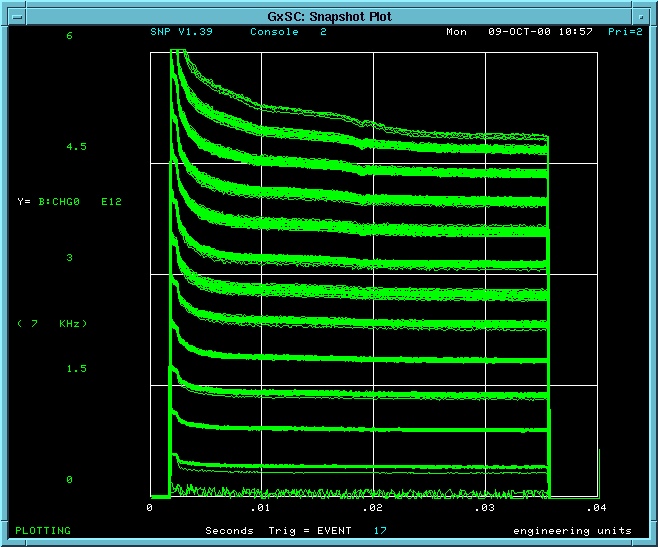 GxSC: Snapshot Plot
SNP V1.39 Console 2 Mon 09-OCT-00 10:57 Pri=2
6
4.5
Y= B:CHG0 E12
3
( 7 KHz)
1.5
0
0 .01 .02 .03 .04
PLOTTING Seconds Trig = EVENT 17 engineering units